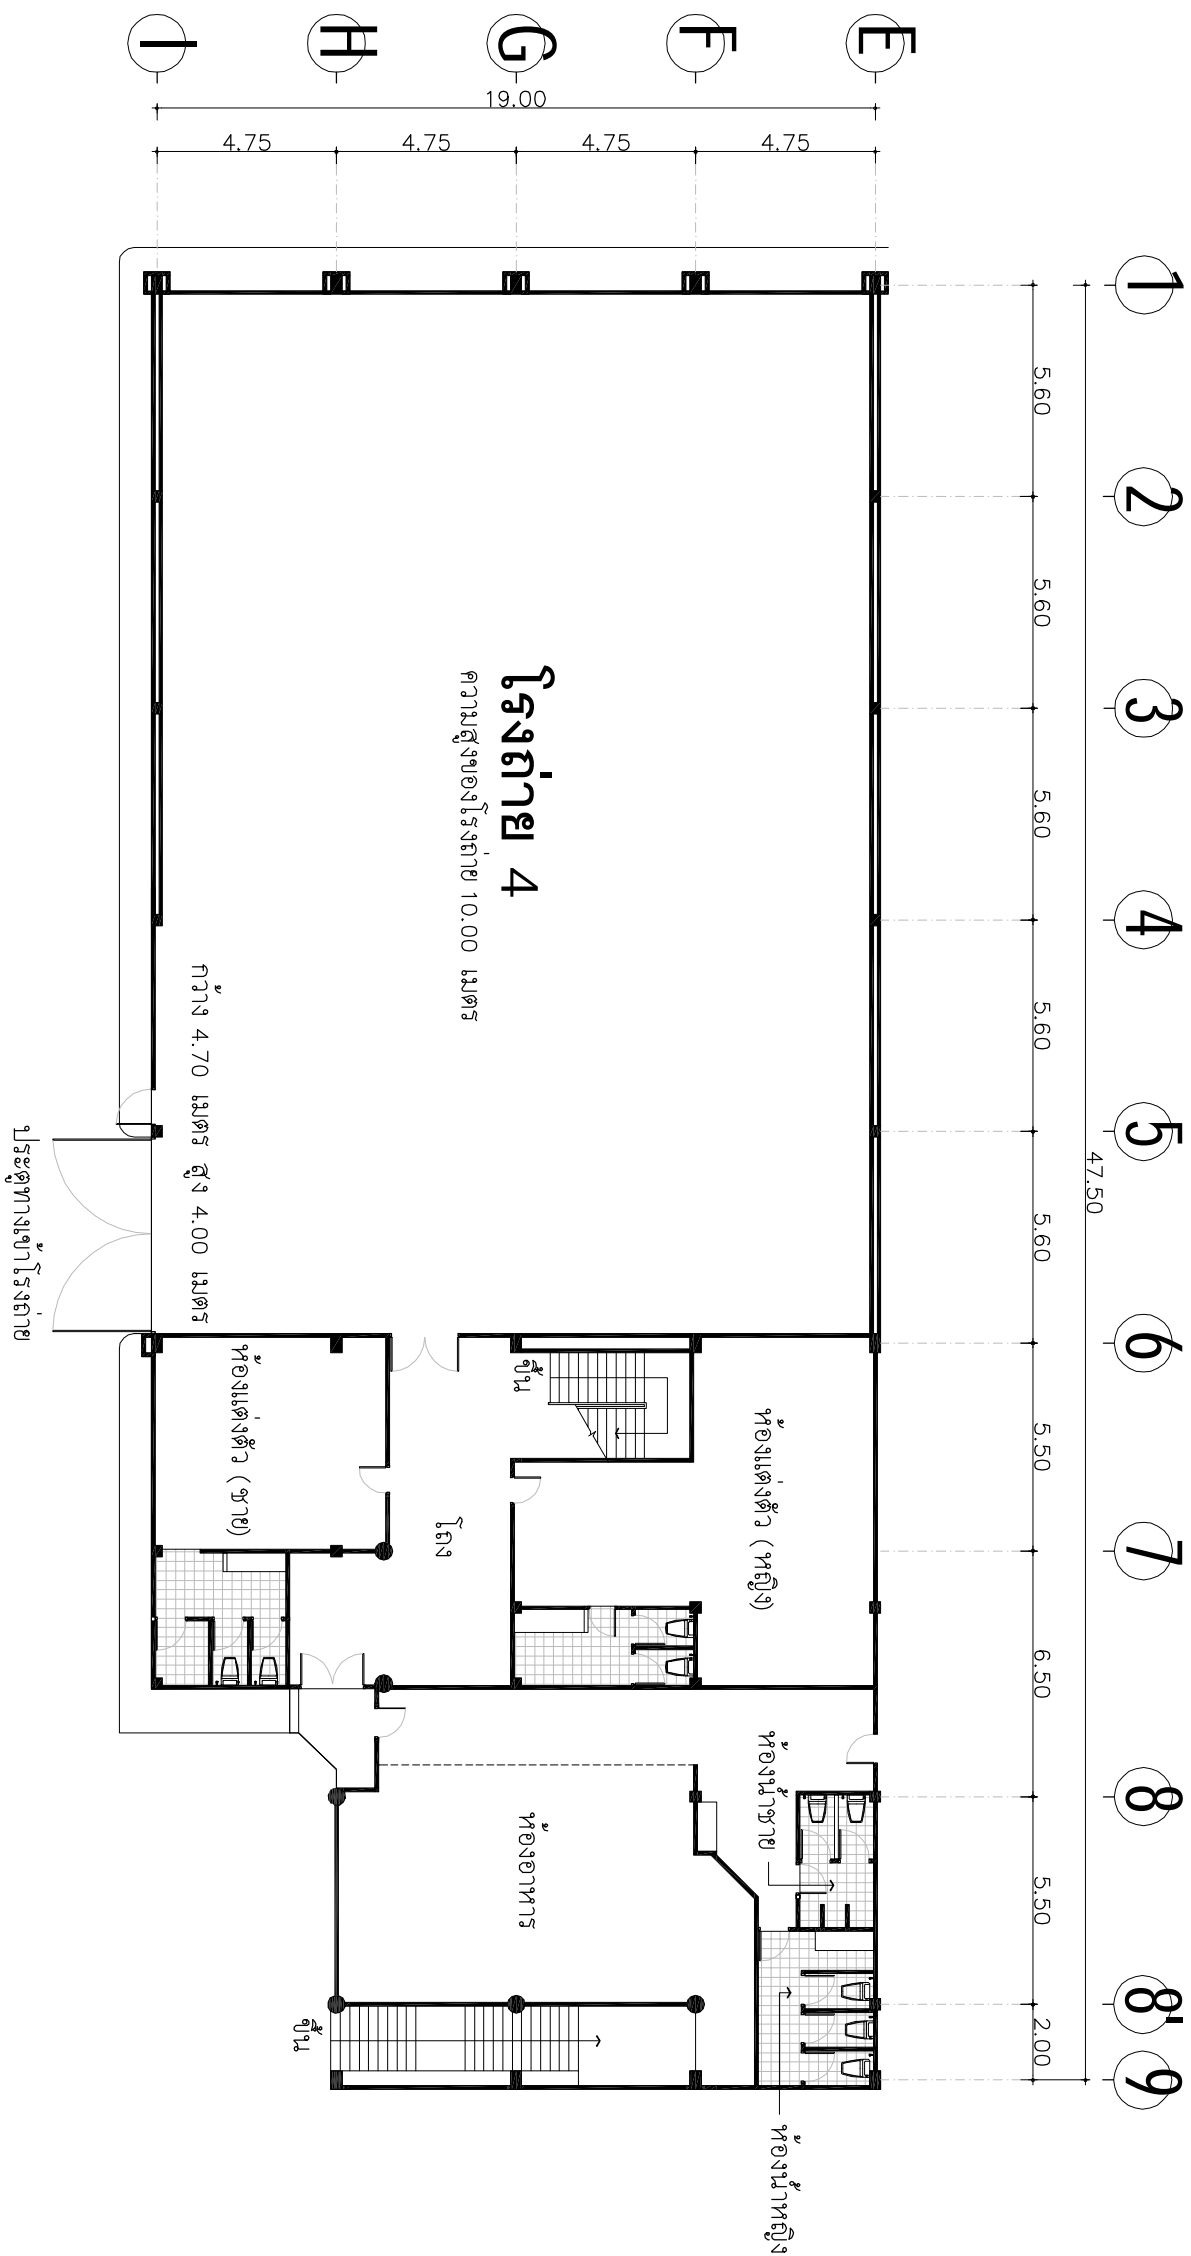 1
2
3
4
5
6
7
8
8'
9
47.50
5.60
5.60
5.60
5.60
5.60
5.50
6.50
5.50
2.00
E
F
G
H
I
19.00
4.75
4.75
4.75
4.75
โรงถ่าย 4
ความสูงของโรงถ่าย 10.00 เมตร
กว้าง 4.70 เมตร สูง 4.00 เมตร
ประตูทางเข้าโรงถ่าย
ห้องแต่งตัว (หญิง)
ขึ้น
โถง
ห้องแต่งตัว (ชาย)
ห้องน้ำชาย
ห้องอาหาร
ขึ้น
ห้องน้ำหญิง